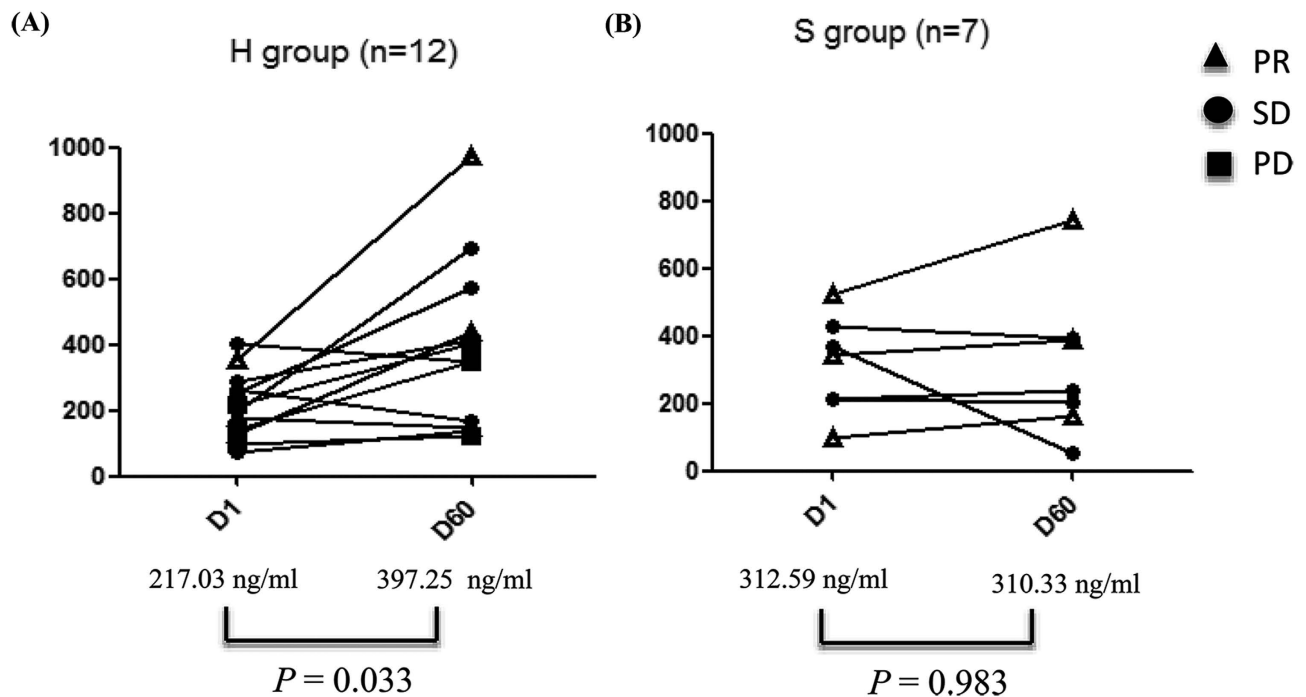 (A)
H group (n=12)
1000
800
600
400
200
0
D1
D60
217.03 ng/ml
397.25 ng/ml
P = 0.033
(B)
S group (n=7)
1000
800
600
400
200
0
D1
D60
312.59 ng/ml
310.33 ng/ml
P = 0.983
PR
SD
PD